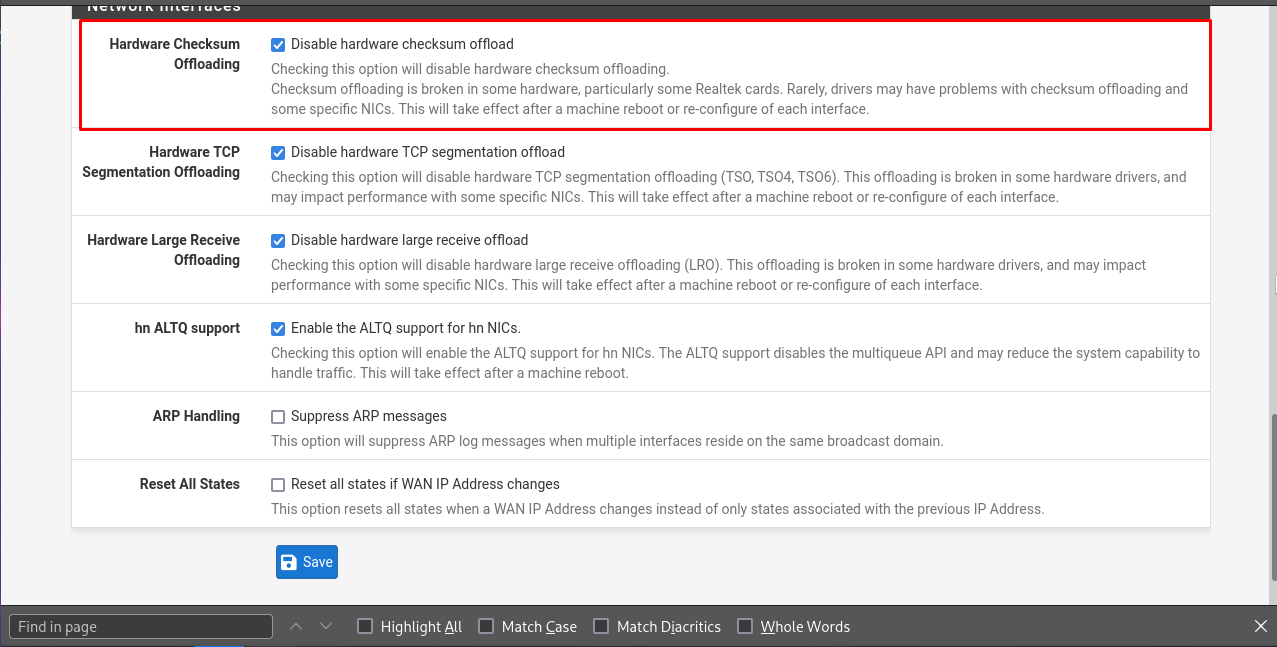 Network Interfaces
Hardware Checksum
Offloading
Disable hardware checksum offload
Checking this option will disable hardware checksum offloading.
Checksum offloading is broken in some hardware, particularly some Realtek cards. Rarely, drivers may have problems with checksum offloading and
some specific NICs. This will take effect after a machine reboot or re-configure of each interface.
Hardware TCP
Segmentation Offloading
Disable hardware TCP segmentation offload
Checking this option will disable hardware TCP segmentation offloading (TSO, TSO4, TSO6). This offloading is broken in some hardware drivers, and
may impact performance with some specific NICs. This will take effect after a machine reboot or re-configure of each interface.
Hardware Large Receive
Offloading
Disable hardware large receive offload
Checking this option will disable hardware large receive offloading (LRO). This offloading is broken in some hardware drivers, and may impact
performance with some specific NICs. This will take effect after a machine reboot or re-configure of each interface.
hn ALTQ support
Enable the ALTQ support for hn NICs.
Checking this option will enable the ALTQ support for hn NICs. The ALTQ support disables the multiqueue API and may reduce the system capability to
handle traffic. This will take effect after a machine reboot.
ARP Handling
Suppress ARP messages
This option will suppress ARP log messages when multiple interfaces reside on the same broadcast domain.
Reset All States
Reset all states if WAN IP Address changes
This option resets all states when a WAN IP Address changes instead of only states associated with the previous IP Address.
Save
Find in page
Highlight All
Match Case
Match Diacritics
Whole Words